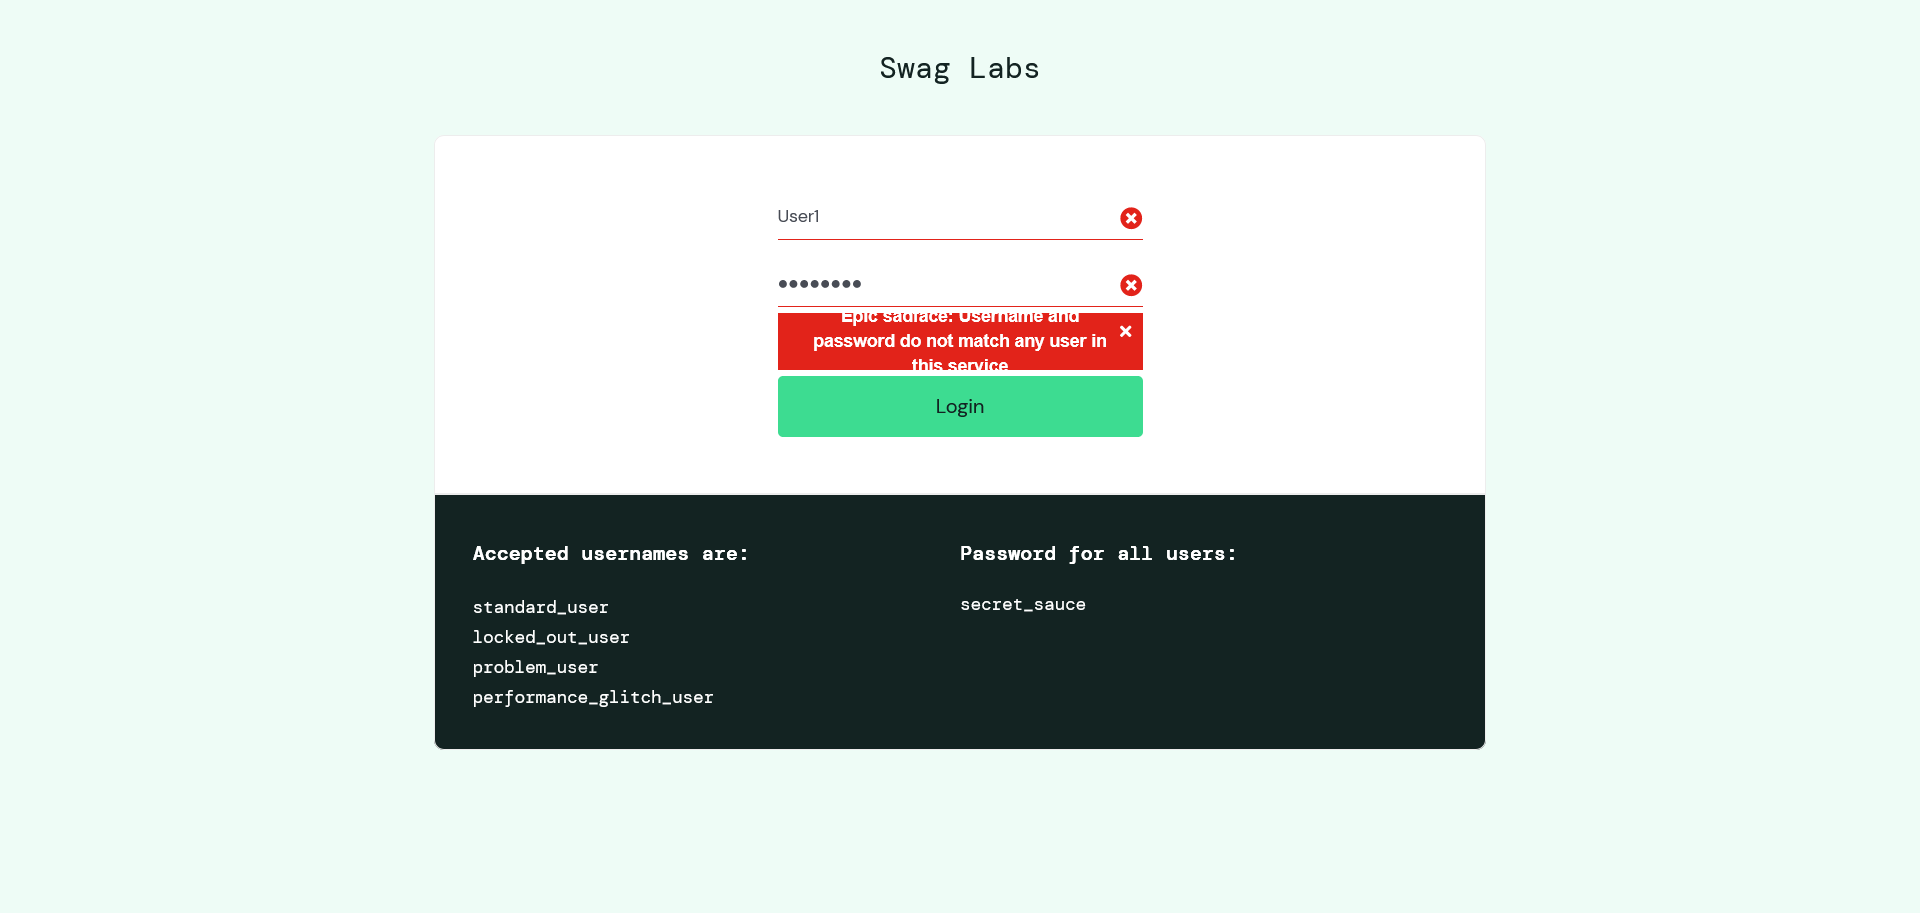 Swag Labs
User1
••••••••
Epic sadface: Username and
password do not match any user in
this service
Login
Accepted usernames are:
standard_user
locked_out_user
problem_user
performance_glitch_user
Password for all users:
secret_sauce